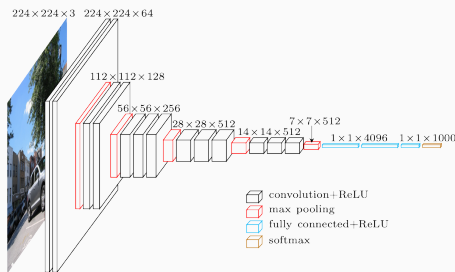 224×224×3
224×224×64
112×112×128
56×56×256
28×28×512
14×14×512
7×7×512
1×1×4096
1×1×1000
convolution+ReLU
max pooling
fully connected+ReLU
softmax